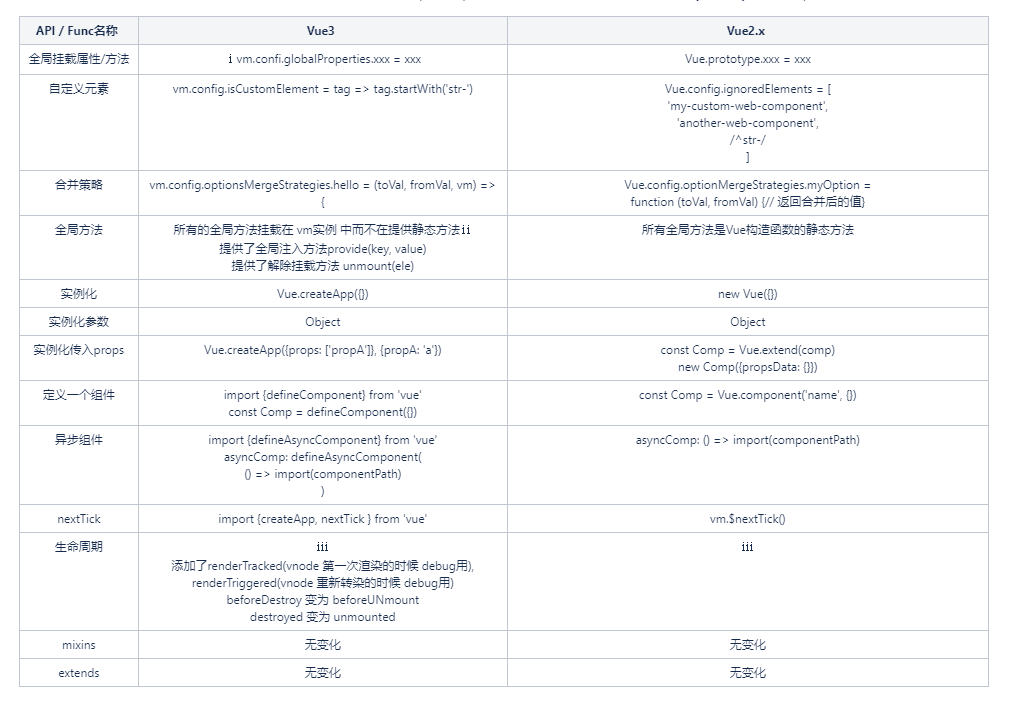 API / Func名称 Vue3 Vue2.x
全局挂载属性/方法 ⅰ vm.confi.globalProperties.xxx = xxx Vue.prototype.xxx = xxx
自定义元素 vm.config.isCustomElement = tag => tag.startWith('str-') Vue.config.ignoredElements = [
'my-custom-web-component',
'another-web-component',
/^str-/
]
合并策略 vm.config.optionsMergeStrategies.hello = (toVal, fromVal, vm) => Vue.config.optionMergeStrategies.myOption =
{ function (toVal, fromVal) {// 返回合并后的值}
全局方法 所有的全局方法挂载在 vm实例 中而不在提供静态方法ⅱ 所有全局方法是Vue构造函数的静态方法
提供了全局注入方法provide(key, value)
提供了解除挂载方法 unmount(ele)
实例化 Vue.createApp({}) new Vue({})
实例化参数 Object Object
实例化传入props Vue.createApp({props: ['propA']}, {propA: 'a'}) const Comp = Vue.extend(comp)
new Comp({propsData: {}})
定义一个组件 import {defineComponent} from 'vue' const Comp = Vue.component('name', {})
const Comp = defineComponent({})
异步组件 import {defineAsyncComponent} from 'vue' asyncComp: () => import(componentPath)
asyncComp: defineAsyncComponent(
() => import(componentPath)
)
nextTick import {createApp, nextTick } from 'vue' vm.$nextTick()
生命周期 ⅲ ⅲ
添加了renderTracked(vnode 第一次渲染的时候 debug用),
renderTriggered(vnode 重新转染的时候 debug用)
beforeDestroy 变为 beforeUNmount
destroyed 变为 unmounted
mixins 无变化 无变化
extends 无变化 无变化